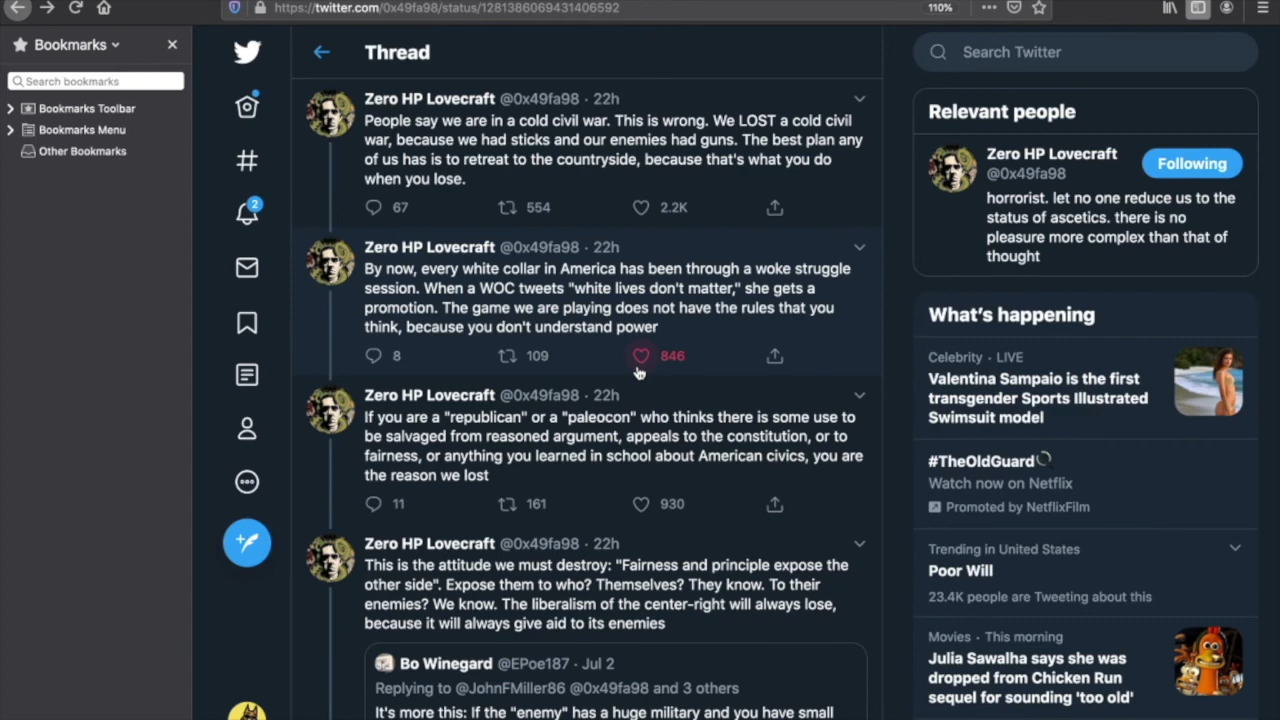 https://twitter.com/0x49fa98/status/1281386069431406592
110%
Bookmarks
Search bookmarks
Bookmarks Toolbar
Bookmarks Menu
Other Bookmarks
2
Thread
Zero HP Lovecraft @0x49fa98 · 22h
People say we are in a cold civil war. This is wrong. We LOST a cold civil
war, because we had sticks and our enemies had guns. The best plan any
of us has is to retreat to the countryside, because that's what you do
when you lose.
67 554 2.2K
Zero HP Lovecraft @0x49fa98 · 22h
By now, every white collar in America has been through a woke struggle
session. When a WOC tweets "white lives don't matter," she gets a
promotion. The game we are playing does not have the rules that you
think, because you don't understand power
8 109 846
Zero HP Lovecraft @0x49fa98 · 22h
If you are a "republican" or a "paleocon" who thinks there is some use to
be salvaged from reasoned argument, appeals to the constitution, or to
fairness, or anything you learned in school about American civics, you are
the reason we lost
11 161 930
Zero HP Lovecraft @0x49fa98 · 22h
This is the attitude we must destroy: "Fairness and principle expose the
other side". Expose them to who? Themselves? They know. To their
enemies? We know. The liberalism of the center-right will always lose,
because it will always give aid to its enemies
Bo Winegard @EPoe187 · Jul 2
Replying to @JohnFMiller86 @0x49fa98 and 3 others
It's more this: If the "enemy" has a huge military and you have small
Search Twitter
Relevant people
Zero HP Lovecraft
@0x49fa98
Following
horrorist. let no one reduce us to the
status of ascetics. there is no
pleasure more complex than that of
thought
What's happening
Celebrity · LIVE
Valentina Sampaio is the first
transgender Sports Illustrated
Swimsuit model
#TheOldGuard
Watch now on Netflix
Promoted by NetflixFilm
Trending in United States
Poor Will
23.4K people are Tweeting about this
Movies · This morning
Julia Sawalha says she was
dropped from Chicken Run
sequel for sounding 'too old'